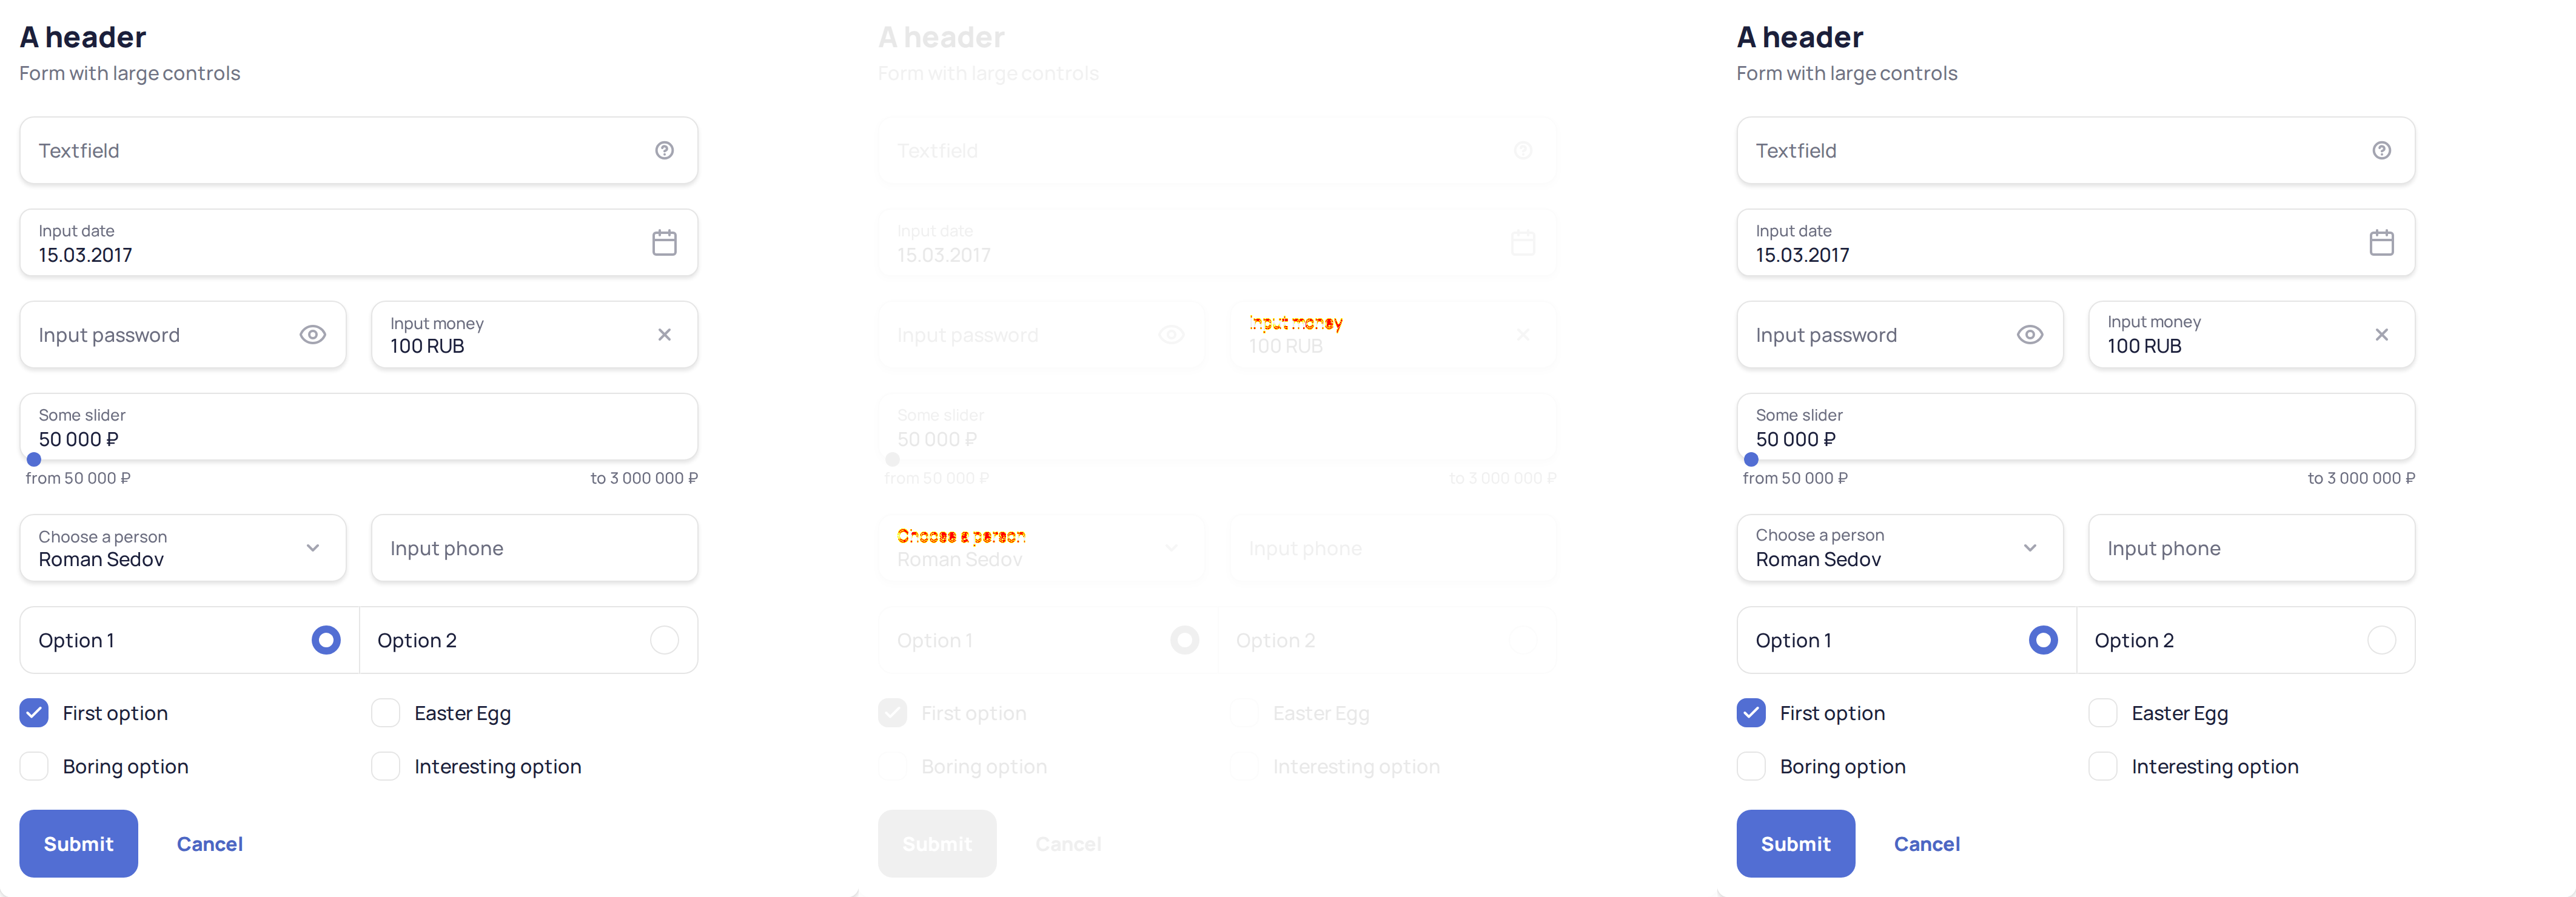 A header
Form with large controls
Textfield
Input date
15.03.2017
Input password
Input money
100 RUB
Some slider
50 000 ₽
from 50 000 ₽
to 3 000 000 ₽
Choose a person
Roman Sedov
Input phone
Option 1
Option 2
First option
Easter Egg
Boring option
Interesting option
Submit
Cancel
A header
Form with large controls
Textfield
Input date
15.03.2017
Input password
Input money
100 RUB
Some slider
50 000 ₽
from 50 000 ₽
to 3 000 000 ₽
Choose a person
Roman Sedov
Input phone
Option 1
Option 2
First option
Easter Egg
Boring option
Interesting option
Submit
Cancel
A header
Form with large controls
Textfield
Input date
15.03.2017
Input password
Input money
100 RUB
Some slider
50 000 ₽
from 50 000 ₽
to 3 000 000 ₽
Choose a person
Roman Sedov
Input phone
Option 1
Option 2
First option
Easter Egg
Boring option
Interesting option
Submit
Cancel